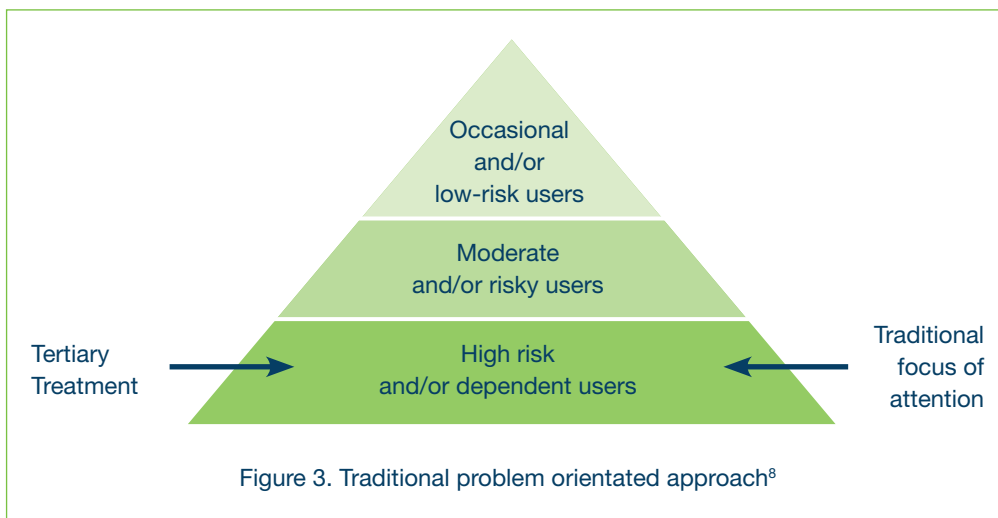 Occasional
and/or
low-risk users
Moderate
and/or risky users
Tertiary
Treatment
High risk
and/or dependent users
Traditional
focus of
attention
Figure 3. Traditional problem orientated approach⁸